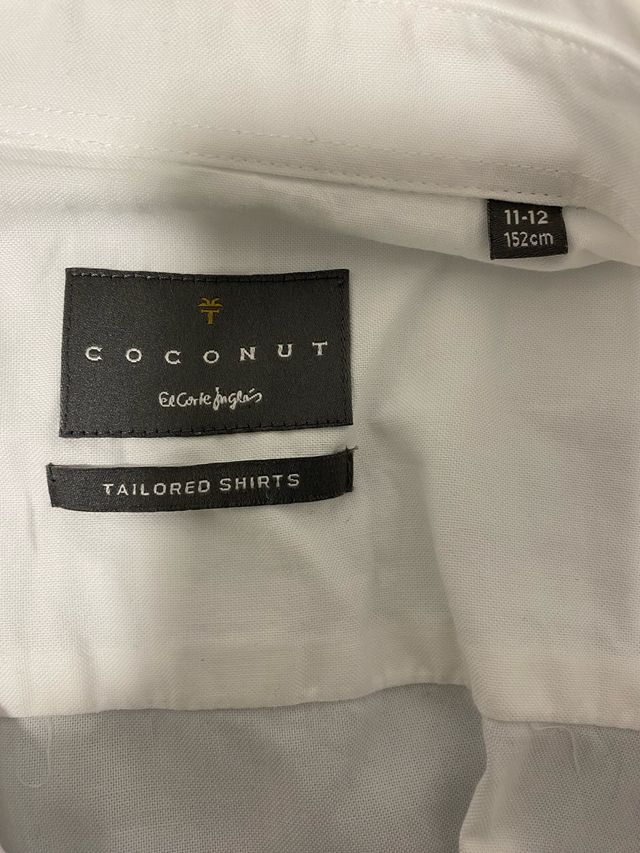 11-12
152cm
COCONUT
El Corte Inglés
TAILORED SHIRTS